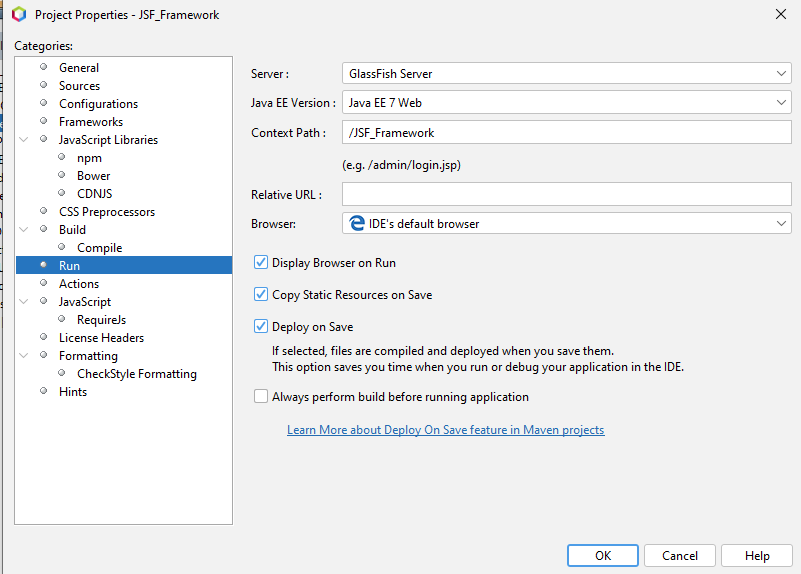 Project Properties - JSF_Framework
Categories:
General
Sources
Configurations
Frameworks
JavaScript Libraries
npm
Bower
CDNJS
CSS Preprocessors
Build
Compile
Run
Actions
JavaScript
RequireJs
License Headers
Formatting
CheckStyle Formatting
Hints
Server : GlassFish Server
Java EE Version : Java EE 7 Web
Context Path : /JSF_Framework
(e.g. /admin/login.jsp)
Relative URL :
Browser: IDE's default browser
Display Browser on Run
Copy Static Resources on Save
Deploy on Save
If selected, files are compiled and deployed when you save them.
This option saves you time when you run or debug your application in the IDE.
Always perform build before running application
Learn More about Deploy On Save feature in Maven projects
OK Cancel Help